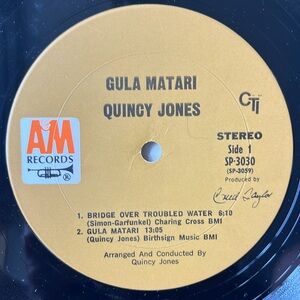 GULA MATARI
QUINCY JONES
CTi
A&M
RECORDS
®
STEREO
Side 1
SP-3030
(SP-3059)
Produced by
Creed Taylor
1. BRIDGE OVER TROUBLED WATER 6:10
(Simon-Garfunkel) Charing Cross BMI
2. GULA MATARI 13:05
(Quincy Jones) Birthsign Music BMI
Arranged And Conducted By
Quincy Jones